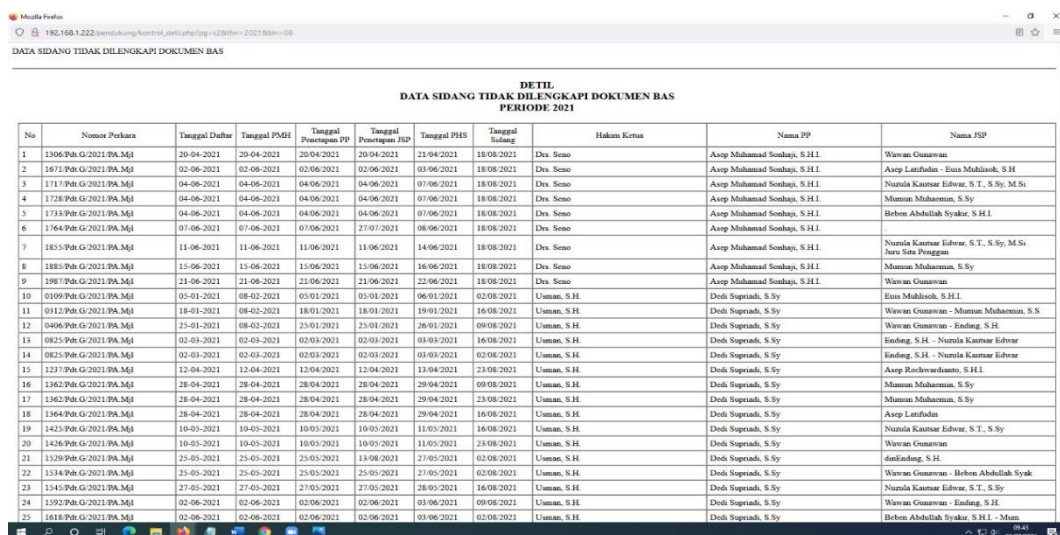 Mozilla Firefox
192.168.1.222/pendukung/kontrol_detil.php?pg=c2&thn=2021&bln=08
DATA SIDANG TIDAK DILENGKAPI DOKUMEN BAS
DETIL
DATA SIDANG TIDAK DILENGKAPI DOKUMEN BAS
PERIODE 2021
No Nomor Perkara Tanggal Daftar Tanggal PMH Tanggal Penetapan PP Tanggal Penetapan JSP Tanggal PHS Tanggal Sidang Hakim Ketua Nama PP Nama JSP
1 1306/Pdt.G/2021/PA.Mjl 20-04-2021 20-04-2021 20/04/2021 20/04/2021 21/04/2021 18/08/2021 Drs. Seno Asep Muhamad Sonhaji, S.H.I. Wawan Gunawan
2 1671/Pdt.G/2021/PA.Mjl 02-06-2021 02-06-2021 02/06/2021 02/06/2021 03/06/2021 18/08/2021 Drs. Seno Asep Muhamad Sonhaji, S.H.I. Asep Latifudin - Euis Muhlisoh, S.H
3 1717/Pdt.G/2021/PA.Mjl 04-06-2021 04-06-2021 04/06/2021 04/06/2021 07/06/2021 18/08/2021 Drs. Seno Asep Muhamad Sonhaji, S.H.I. Nuzula Kautsar Edwar, S.T., S.Sy, M.Si
4 1728/Pdt.G/2021/PA.Mjl 04-06-2021 04-06-2021 04/06/2021 04/06/2021 07/06/2021 18/08/2021 Drs. Seno Asep Muhamad Sonhaji, S.H.I. Mumun Muhaemin, S.Sy
5 1733/Pdt.G/2021/PA.Mjl 04-06-2021 04-06-2021 04/06/2021 04/06/2021 07/06/2021 18/08/2021 Drs. Seno Asep Muhamad Sonhaji, S.H.I. Beben Abdullah Syakur, S.H.I.
6 1764/Pdt.G/2021/PA.Mjl 07-06-2021 07-06-2021 07/06/2021 27/07/2021 08/06/2021 18/08/2021 Drs. Seno Asep Muhamad Sonhaji, S.H.I. .
7 1855/Pdt.G/2021/PA.Mjl 11-06-2021 11-06-2021 11/06/2021 11/06/2021 14/06/2021 18/08/2021 Drs. Seno Asep Muhamad Sonhaji, S.H.I. Nuzula Kautsar Edwar, S.T., S.Sy, M.Si
Juru Sita Penggan
8 1885/Pdt.G/2021/PA.Mjl 15-06-2021 15-06-2021 15/06/2021 15/06/2021 16/06/2021 18/08/2021 Drs. Seno Asep Muhamad Sonhaji, S.H.I. Mumun Muhaemin, S.Sy
9 1987/Pdt.G/2021/PA.Mjl 21-06-2021 21-06-2021 21/06/2021 21/06/2021 22/06/2021 18/08/2021 Drs. Seno Asep Muhamad Sonhaji, S.H.I. Wawan Gunawan
10 0109/Pdt.G/2021/PA.Mjl 05-01-2021 08-02-2021 05/01/2021 05/01/2021 06/01/2021 02/08/2021 Usman, S.H. Dedi Supriadi, S.Sy Euis Muhlisoh, S.H.I.
11 0312/Pdt.G/2021/PA.Mjl 18-01-2021 08-02-2021 18/01/2021 18/01/2021 19/01/2021 16/08/2021 Usman, S.H. Dedi Supriadi, S.Sy Wawan Gunawan - Mumun Muhaemin, S.S
12 0406/Pdt.G/2021/PA.Mjl 25-01-2021 08-02-2021 25/01/2021 25/01/2021 26/01/2021 09/08/2021 Usman, S.H. Dedi Supriadi, S.Sy Wawan Gunawan - Ending, S.H.
13 0825/Pdt.G/2021/PA.Mjl 02-03-2021 02-03-2021 02/03/2021 02/03/2021 03/03/2021 16/08/2021 Usman, S.H. Dedi Supriadi, S.Sy Ending, S.H. - Nuzula Kautsar Edwar
14 0825/Pdt.G/2021/PA.Mjl 02-03-2021 02-03-2021 02/03/2021 02/03/2021 03/03/2021 02/08/2021 Usman, S.H. Dedi Supriadi, S.Sy Ending, S.H. - Nuzula Kautsar Edwar
15 1237/Pdt.G/2021/PA.Mjl 12-04-2021 12-04-2021 12/04/2021 12/04/2021 13/04/2021 23/08/2021 Usman, S.H. Dedi Supriadi, S.Sy Asep Rochwardianto, S.H.I.
16 1362/Pdt.G/2021/PA.Mjl 28-04-2021 28-04-2021 28/04/2021 28/04/2021 29/04/2021 09/08/2021 Usman, S.H. Dedi Supriadi, S.Sy Mumun Muhaemin, S.Sy
17 1362/Pdt.G/2021/PA.Mjl 28-04-2021 28-04-2021 28/04/2021 28/04/2021 29/04/2021 23/08/2021 Usman, S.H. Dedi Supriadi, S.Sy Mumun Muhaemin, S.Sy
18 1364/Pdt.G/2021/PA.Mjl 28-04-2021 28-04-2021 28/04/2021 28/04/2021 29/04/2021 16/08/2021 Usman, S.H. Dedi Supriadi, S.Sy Asep Latifudin
19 1425/Pdt.G/2021/PA.Mjl 10-05-2021 10-05-2021 10/05/2021 10/05/2021 11/05/2021 16/08/2021 Usman, S.H. Dedi Supriadi, S.Sy Nuzula Kautsar Edwar, S.T., S.Sy
20 1426/Pdt.G/2021/PA.Mjl 10-05-2021 10-05-2021 10/05/2021 10/05/2021 11/05/2021 23/08/2021 Usman, S.H. Dedi Supriadi, S.Sy Wawan Gunawan
21 1529/Pdt.G/2021/PA.Mjl 25-05-2021 25-05-2021 25/05/2021 13/08/2021 27/05/2021 02/08/2021 Usman, S.H. Dedi Supriadi, S.Sy dinEnding, S.H.
22 1534/Pdt.G/2021/PA.Mjl 25-05-2021 25-05-2021 25/05/2021 25/05/2021 27/05/2021 02/08/2021 Usman, S.H. Dedi Supriadi, S.Sy Wawan Gunawan - Beben Abdullah Syak
23 1545/Pdt.G/2021/PA.Mjl 27-05-2021 27-05-2021 27/05/2021 27/05/2021 28/05/2021 16/08/2021 Usman, S.H. Dedi Supriadi, S.Sy Nuzula Kautsar Edwar, S.T., S.Sy
24 1592/Pdt.G/2021/PA.Mjl 02-06-2021 02-06-2021 02/06/2021 02/06/2021 03/06/2021 09/08/2021 Usman, S.H. Dedi Supriadi, S.Sy Wawan Gunawan - Ending, S.H.
25 1618/Pdt.G/2021/PA.Mjl 02-06-2021 02-06-2021 02/06/2021 02/06/2021 03/06/2021 02/08/2021 Usman, S.H. Dedi Supriadi, S.Sy Beben Abdullah Syakur, S.H.I. - Mum
09.43